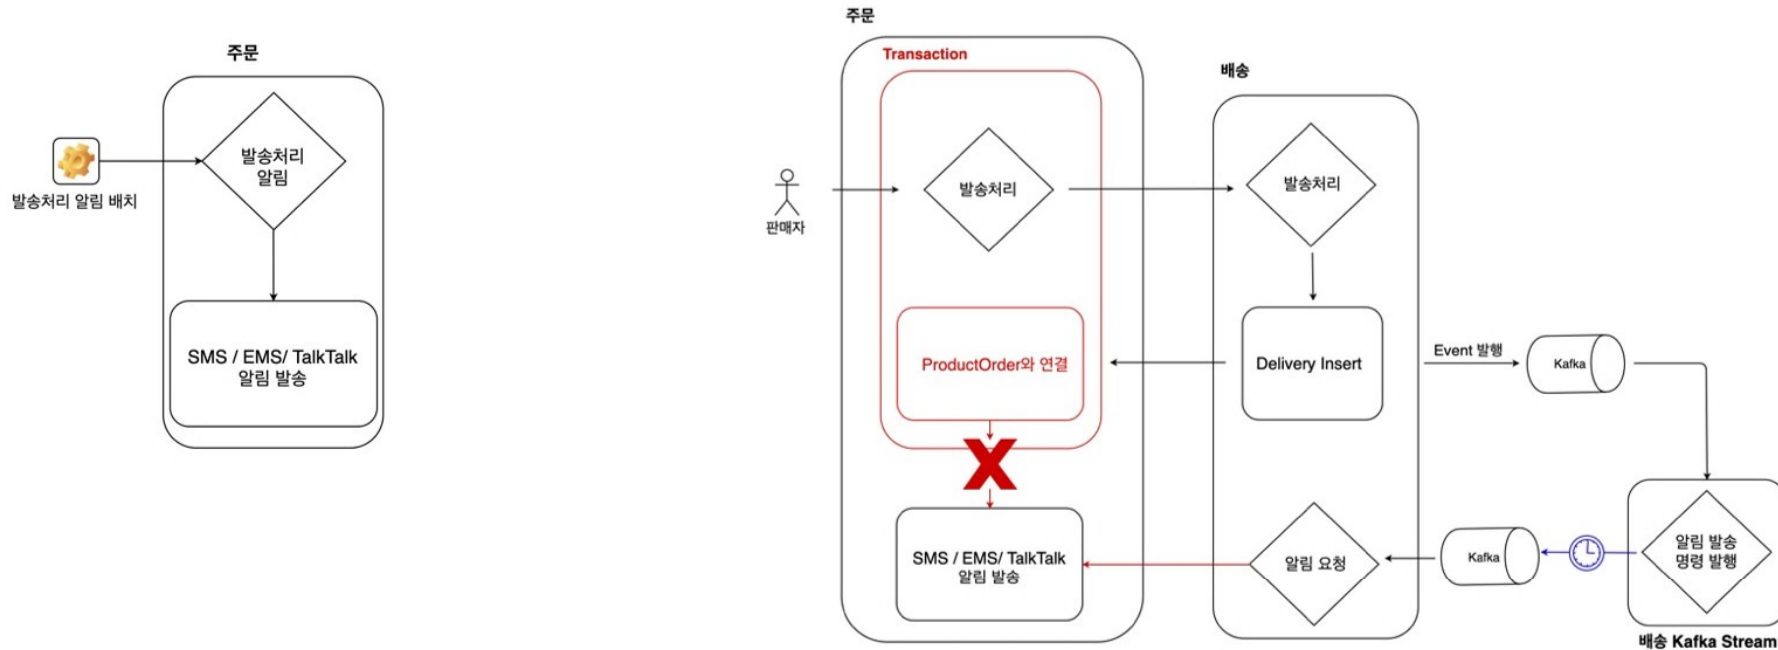 주문
발송처리
알림
발송처리 알림 배치
SMS / EMS/ TalkTalk
알림 발송
주문
Transaction
배송
판매자
발송처리
발송처리
ProductOrder와 연결
Delivery Insert
Event 발행
Kafka
SMS / EMS/ TalkTalk
알림 발송
알림 요청
Kafka
알림 발송
명령 발행
배송 Kafka Stream